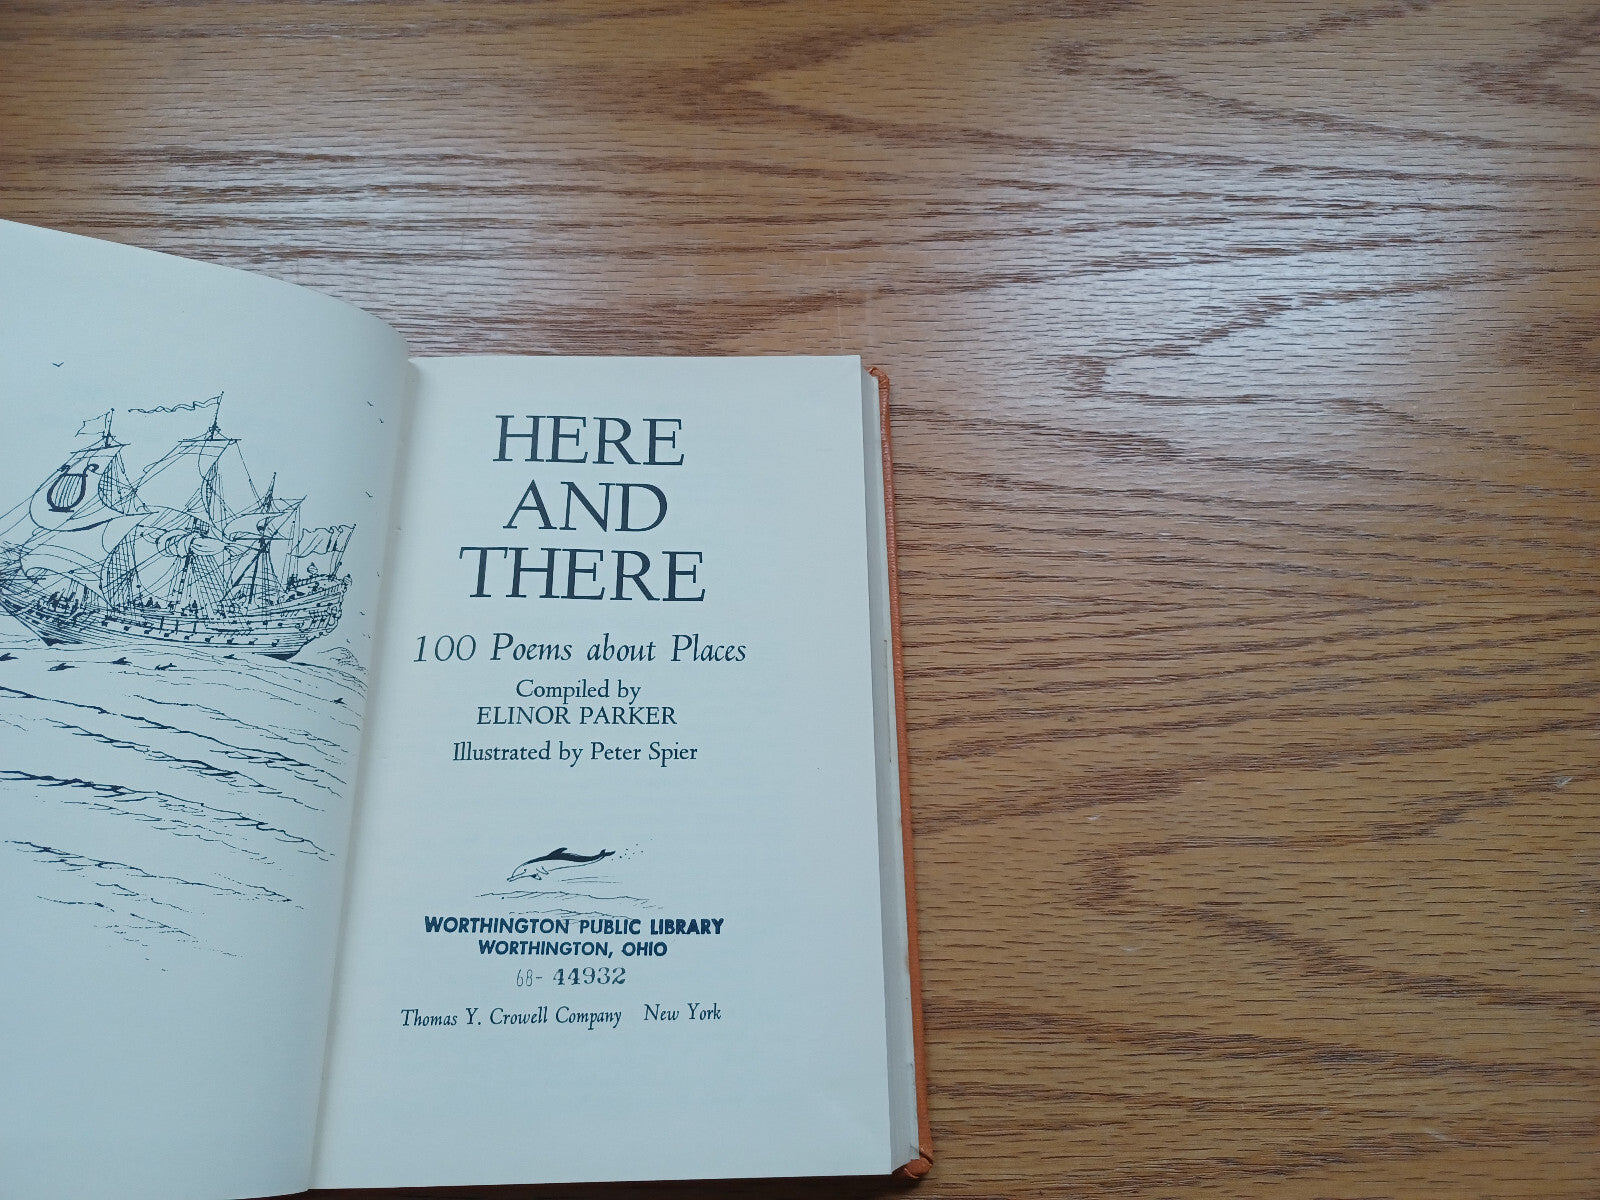 HERE
AND
THERE
100 Poems about Places
Compiled by
ELINOR PARKER
Illustrated by Peter Spier
WORTHINGTON PUBLIC LIBRARY
WORTHINGTON, OHIO
68- 44932
Thomas Y. Crowell Company New York